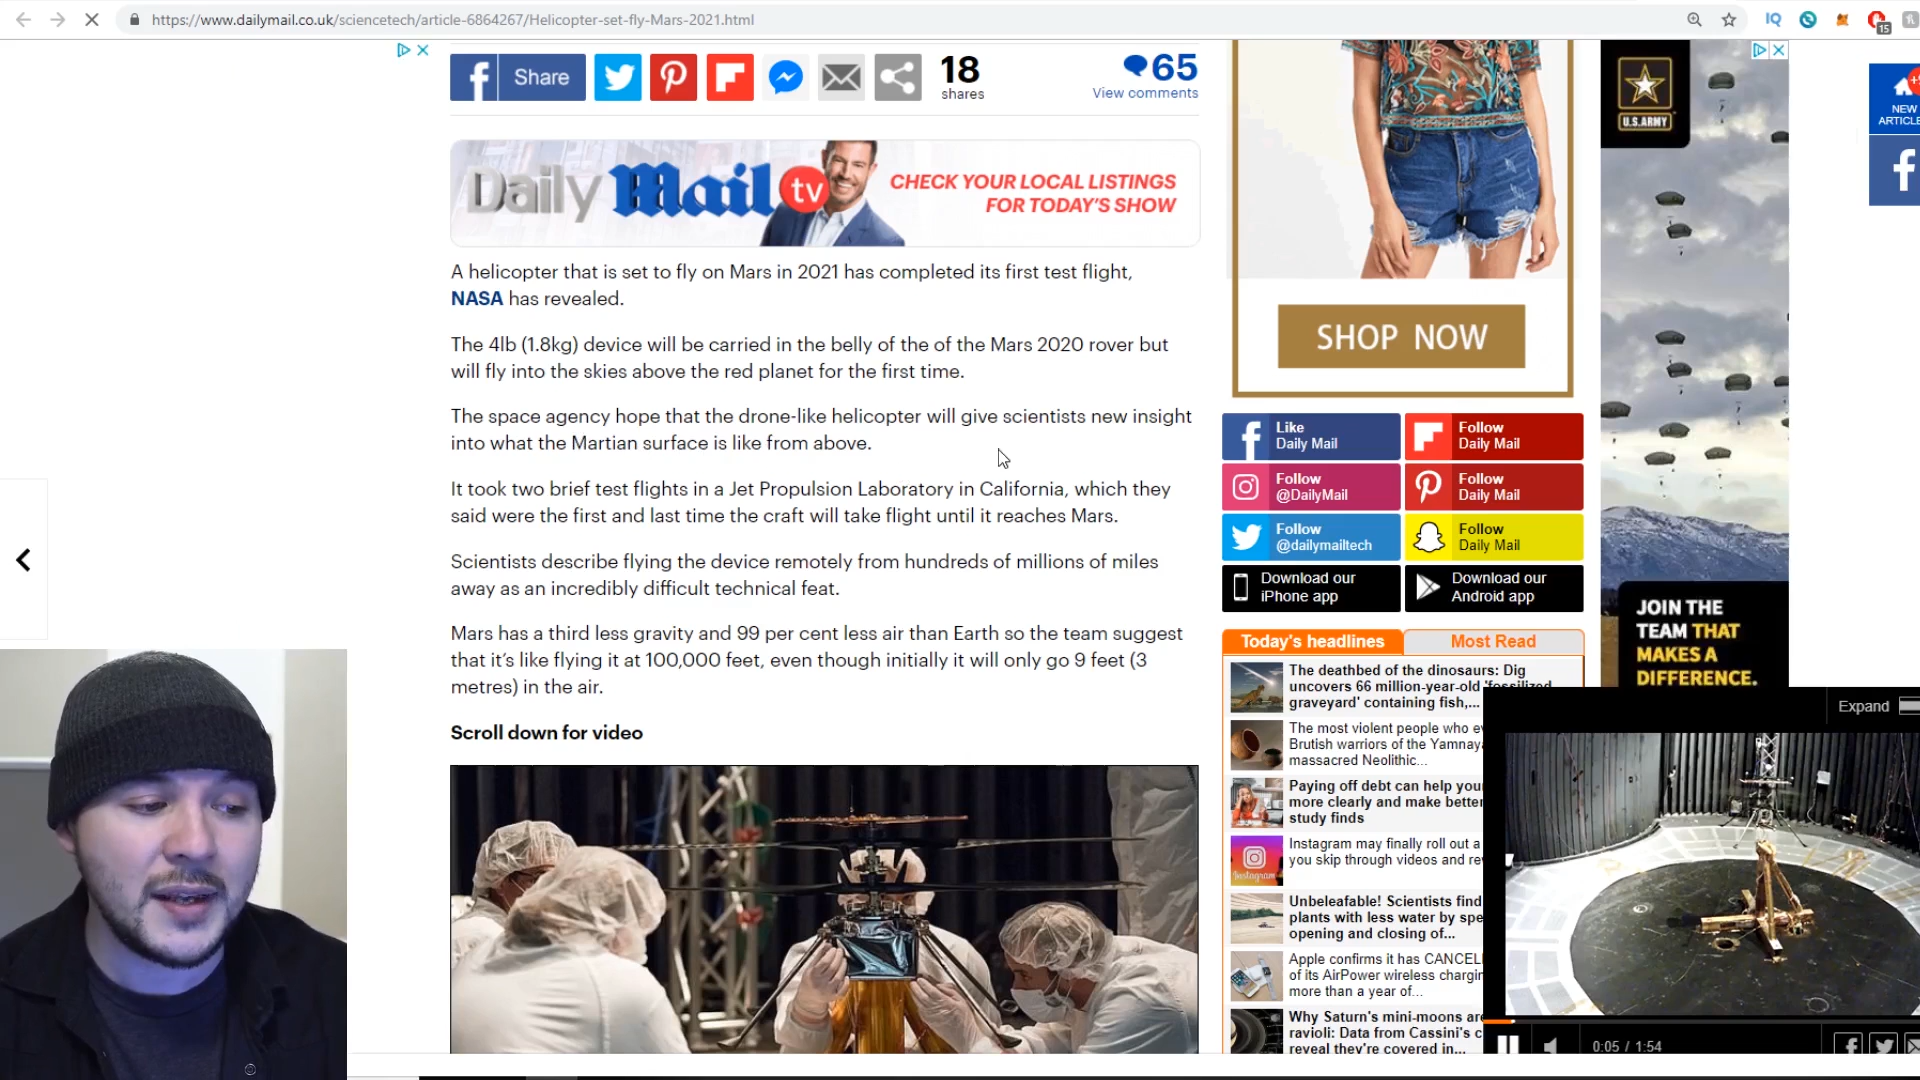 https://www.dailymail.co.uk/sciencetech/article-6864267/Helicopter-set-fly-Mars-2021.html
IQ
15
Share
18
shares
65
View comments
Daily Mail tv
CHECK YOUR LOCAL LISTINGS
FOR TODAY'S SHOW
A helicopter that is set to fly on Mars in 2021 has completed its first test flight,
NASA has revealed.
The 4lb (1.8kg) device will be carried in the belly of the of the Mars 2020 rover but
will fly into the skies above the red planet for the first time.
The space agency hope that the drone-like helicopter will give scientists new insight
into what the Martian surface is like from above.
It took two brief test flights in a Jet Propulsion Laboratory in California, which they
said were the first and last time the craft will take flight until it reaches Mars.
Scientists describe flying the device remotely from hundreds of millions of miles
away as an incredibly difficult technical feat.
Mars has a third less gravity and 99 per cent less air than Earth so the team suggest
that it's like flying it at 100,000 feet, even though initially it will only go 9 feet (3
metres) in the air.
Scroll down for video
SHOP NOW
Like
Daily Mail
Follow
Daily Mail
Follow
@DailyMail
Follow
Daily Mail
Follow
@dailymailtech
Follow
Daily Mail
Download our
iPhone app
Download our
Android app
Today's headlines
Most Read
The deathbed of the dinosaurs: Dig
uncovers 66 million-year-old 'fossilized
graveyard' containing fish,...
The most violent people who
Brutish warriors of the
massacred Neolithic...
Paying off debt can help
more clearly and make
study finds
Instagram may finally roll out a
you skip through videos and
Instagram
Unbeleafable! Scientists find
plants with less water by
opening and closing of...
Apple confirms it has
of its AirPower wireless
more than a year of...
Why Saturn's mini-moons
ravioli: Data from Cassini's
reveal they're covered in...
U.S.ARMY
JOIN THE
TEAM THAT
MAKES A
DIFFERENCE.
NEW
Expand
0:05 / 1:54